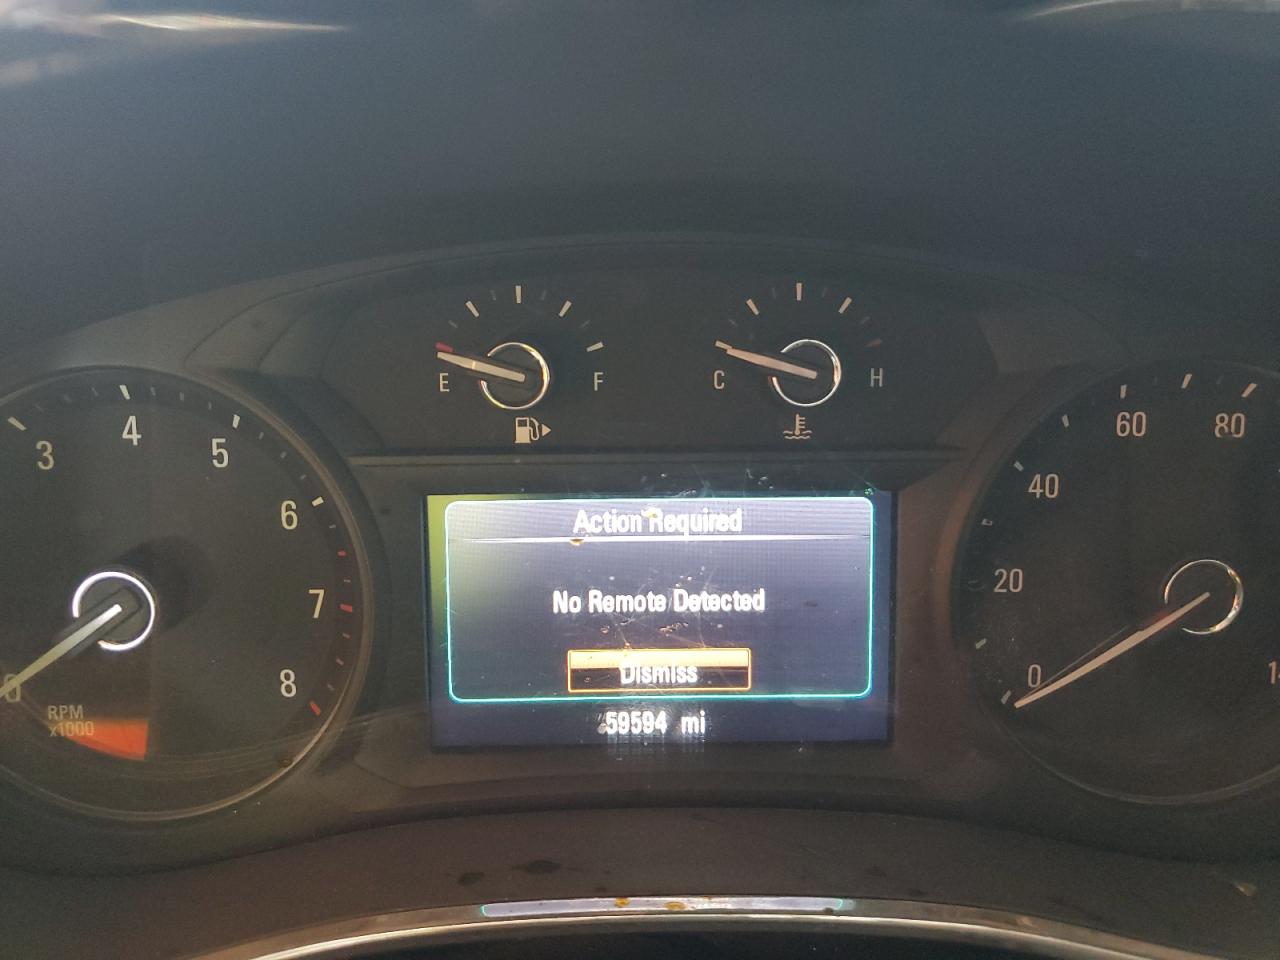 E
F
C
H
3
4
5
6
7
8
0
RPM
x1000
Action Required
No Remote Detected
Dismiss
59594 mi
0
20
40
60
80